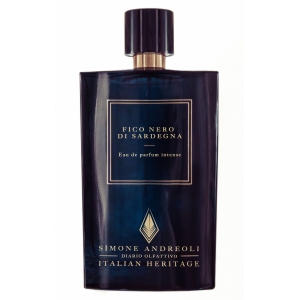 FICO NERO
DI SARDEGNA
Eau de parfum intense
SIMONE ANDREOLI
DIARIO OLFATTIVO
ITALIAN HERITAGE